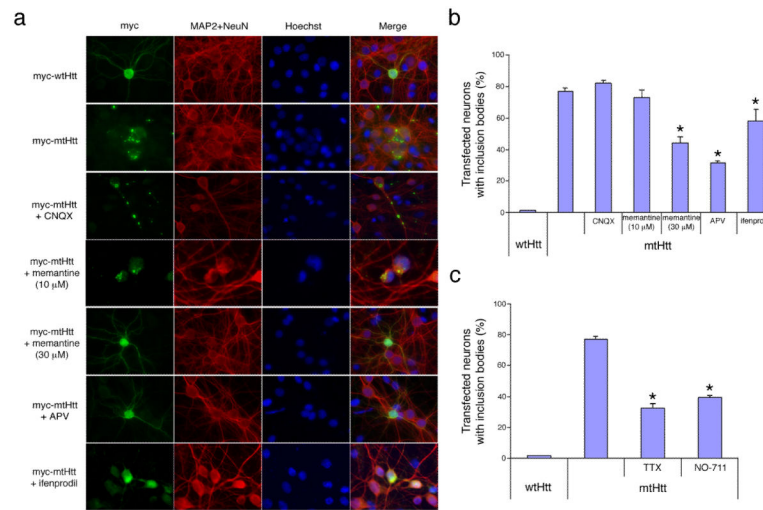 a
myc
MAP2+NeuN
Hoechst
Merge
myc-wtHtt
myc-mtHtt
myc-mtHtt
+ CNQX
myc-mtHtt
+ memantine
(10 μM)
myc-mtHtt
+ memantine
(30 μM)
myc-mtHtt
+ APV
myc-mtHtt
+ ifenprodil
b
Transfected neurons
with inclusion bodies (%)
100
80
60
40
20
0
*
*
*
CNQX
memantine
(10 μM)
memantine
(30 μM)
APV
ifenprodil
wtHtt
mtHtt
c
Transfected neurons
with inclusion bodies (%)
100
80
60
40
20
0
*
*
TTX
NO-711
wtHtt
mtHtt